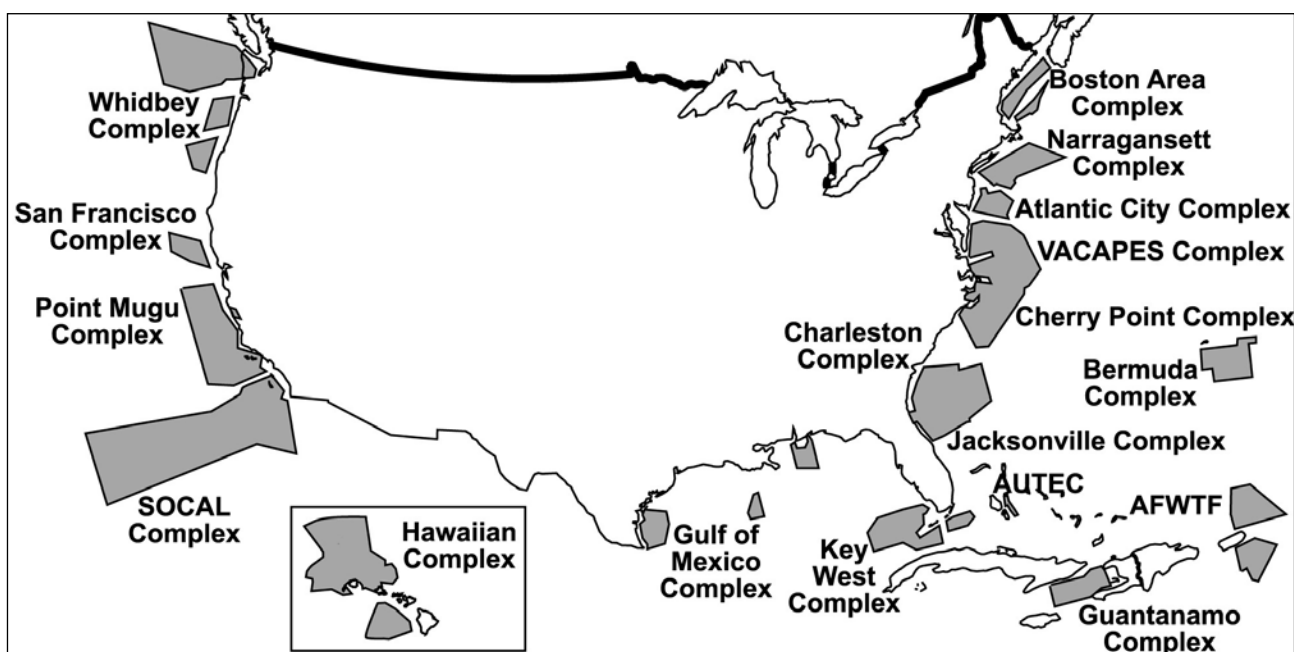 Whidbey
Complex
San Francisco
Complex
Point Mugu
Complex
SOCAL
Complex
Hawaiian
Complex
Gulf of
Mexico
Complex
Key
West
Complex
Boston Area
Complex
Narragansett
Complex
Atlantic City Complex
VACAPES Complex
Cherry Point Complex
Charleston
Complex
Bermuda
Complex
Jacksonville Complex
AUTEC
AFWTF
Guantanamo
Complex